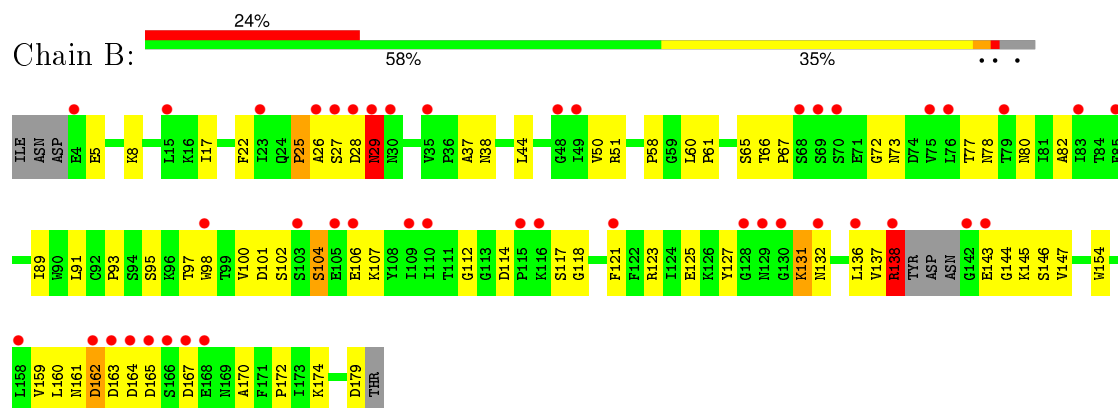 24%
Chain B:
58% 35% • • •
ILE ASN ASP E4 E5 K8 L15 K16 I17 F22 I23 Q24 P25 A26 S27 D28 N29 N30 V35 P36 A37 N38 L44 G48 I49 V50 R51 P58 G59 L60 P61 S65 T66 P67 S68 S69 S70 E71 G72 N73 D74 V75 L76 T77 N78 T79 N80 I81 A82 I83 T84 E85
I89 W90 L91 C92 P93 S94 S95 K96 T97 W98 T99 V100 D101 S102 S103 S104 E105 E106 K107 Y108 I109 I110 T111 G112 G113 D114 P115 K116 S117 G118 F121 F122 R123 I124 E125 K126 Y127 G128 N129 G130 K131 N132 L136 V137 R138 TYR ASP ASN G142 E143 G144 K145 S146 V147 W154
L158 V159 L160 N161 D162 D163 D164 D165 S166 D167 E168 N169 A170 F171 P172 I173 K174 D179 THR